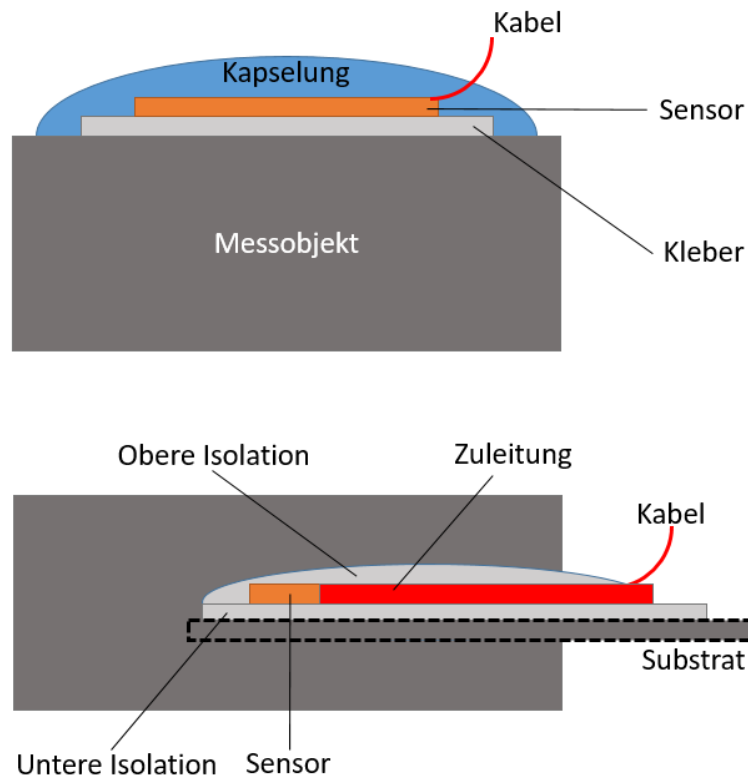 Kabel
Kapselung
Sensor
Messobjekt
Kleber
Obere Isolation
Zuleitung
Kabel
Substrat
Untere Isolation
Sensor